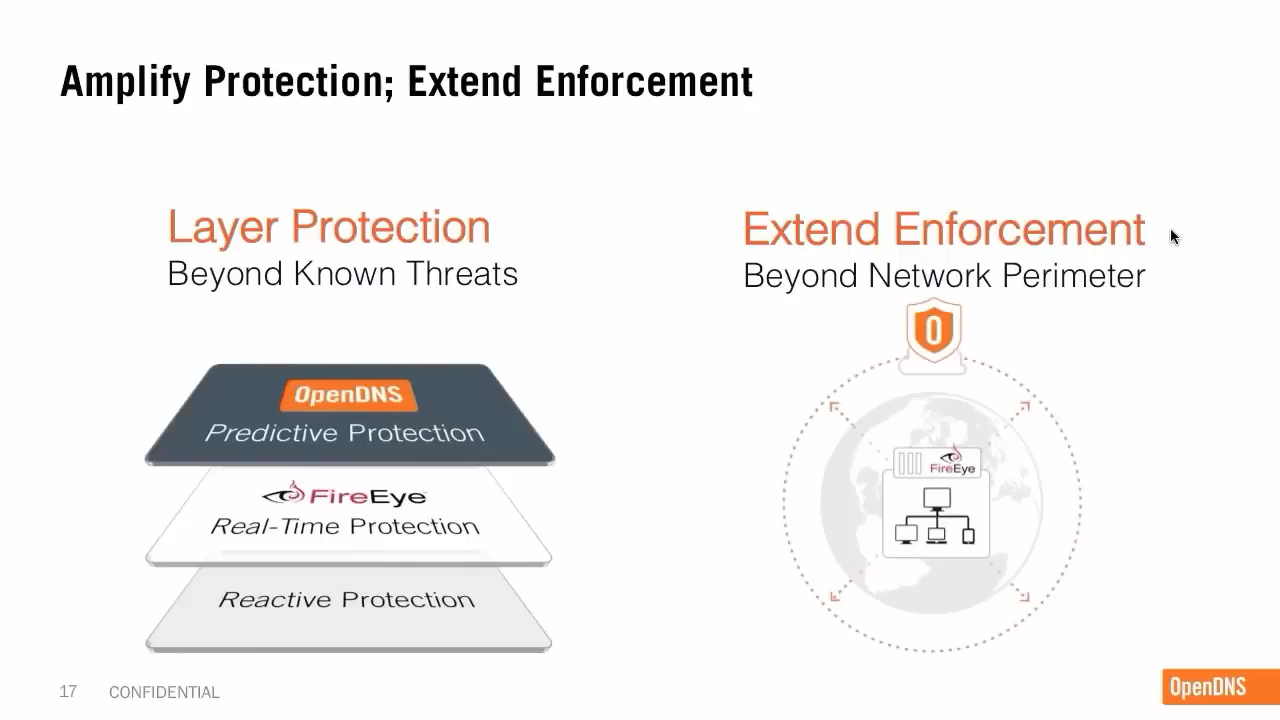 Amplify Protection; Extend Enforcement
Layer Protection
Beyond Known Threats
OpenDNS
Predictive Protection
FireEye
Real-Time Protection
Reactive Protection
Extend Enforcement
Beyond Network Perimeter
O
FireEye
17 CONFIDENTIAL
OpenDNS